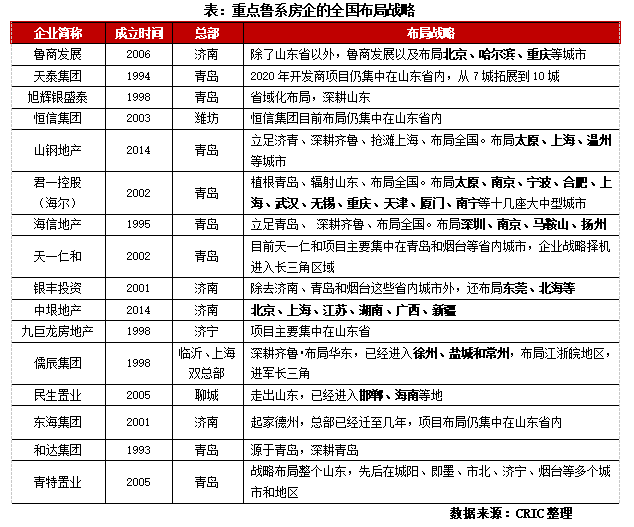 表：重点鲁系房企的全国布局战略
企业简称 成立时间 总部 布局战略
鲁商发展 2006 济南 除了山东省以外，鲁商发展以及布局北京、哈尔滨、重庆等城市
天泰集团 1994 青岛 2020年开发商项目仍集中在山东省内，从7城拓展到10城
旭辉银盛泰 1998 青岛 省域化布局，深耕山东
恒信集团 2003 潍坊 恒信集团目前布局仍集中在山东省内
山钢地产 2014 青岛 立足济青、深耕齐鲁、抢滩上海、布局全国。布局太原、上海、温州
等城市
君一控股
（海尔） 2002 青岛 植根青岛、辐射山东、布局全国。布局太原、南京、宁波、合肥、上
海、武汉、无锡、重庆、天津、厦门、南宁等十几座大中型城市
海信地产 1995 青岛 立足青岛、 深耕齐鲁、布局全国。布局深圳、南京、马鞍山、扬州
天一仁和 2002 青岛 目前天一仁和项目主要集中在青岛和烟台等省内城市，企业战略择机
进入长三角区域
银丰投资 2001 济南 除去济南、青岛和烟台这些省内城市外，还布局东莞、北海等
中垠地产 2014 济南 北京、上海、江苏、湖南、广西、新疆
九巨龙房地产 1998 济宁 项目主要集中在山东省
儒辰集团 1998 临沂、上海
双总部 深耕齐鲁·布局华东，已经进入徐州、盐城和常州，布局江浙皖地区，
进军长三角
民生置业 2005 聊城 走出山东，已经进入邯郸、海南等地
东海集团 2001 济南 起家德州，总部已经迁至几年，项目布局仍集中在山东省内
和达集团 1993 青岛 源于青岛，深耕青岛
青特置业 2005 青岛 战略布局整个山东，先后在城阳、即墨、市北、济宁、烟台等多个城
市和地区
数据来源：CRIC整理